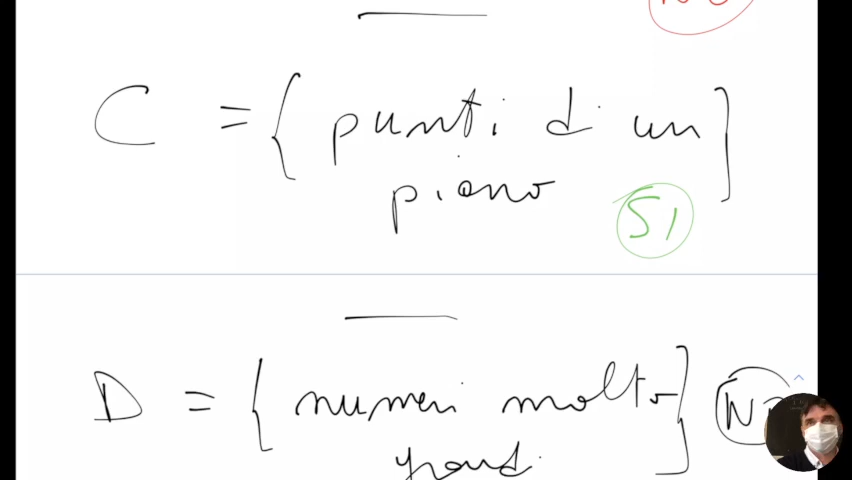 C = { punti di un }
piano
SI
D = { numeri molto } NO
grandi